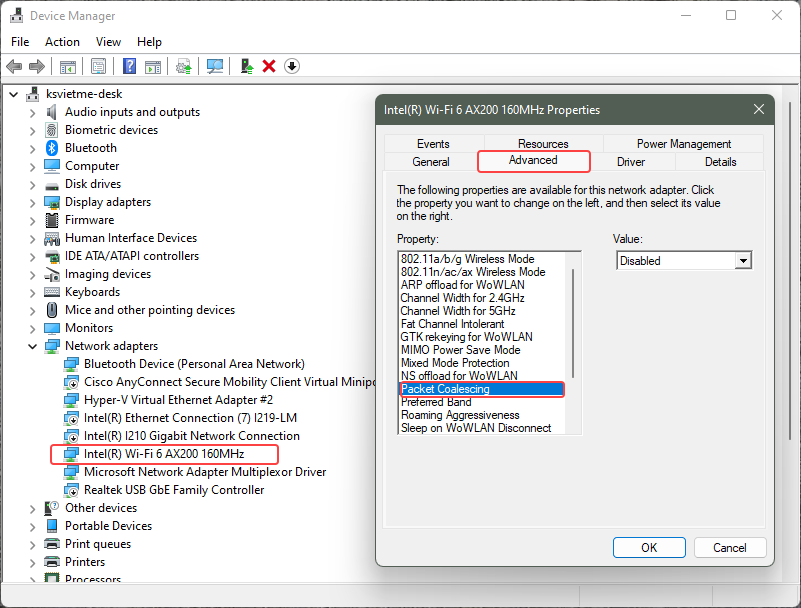 Device Manager
File Action View Help
ksvietme-desk
Audio inputs and outputs
Biometric devices
Bluetooth
Computer
Disk drives
Display adapters
Firmware
Human Interface Devices
IDE ATA/ATAPI controllers
Imaging devices
Keyboards
Mice and other pointing devices
Monitors
Network adapters
Bluetooth Device (Personal Area Network)
Cisco AnyConnect Secure Mobility Client Virtual Minipo
Hyper-V Virtual Ethernet Adapter #2
Intel(R) Ethernet Connection (7) I219-LM
Intel(R) I210 Gigabit Network Connection
Intel(R) Wi-Fi 6 AX200 160MHz
Microsoft Network Adapter Multiplexor Driver
Realtek USB GbE Family Controller
Other devices
Portable Devices
Print queues
Printers
Processors
Intel(R) Wi-Fi 6 AX200 160MHz Properties
Events Resources Power Management
General Advanced Driver Details
The following properties are available for this network adapter. Click
the property you want to change on the left, and then select its value
on the right.
Property: Value:
802.11a/b/g Wireless Mode
802.11n/ac/ax Wireless Mode
ARP offload for WoWLAN
Channel Width for 2.4GHz
Channel Width for 5GHz
Fat Channel Intolerant
GTK rekeying for WoWLAN
MIMO Power Save Mode
Mixed Mode Protection
NS offload for WoWLAN
Packet Coalescing
Preferred Band
Roaming Aggressiveness
Sleep on WoWLAN Disconnect
Disabled
OK Cancel